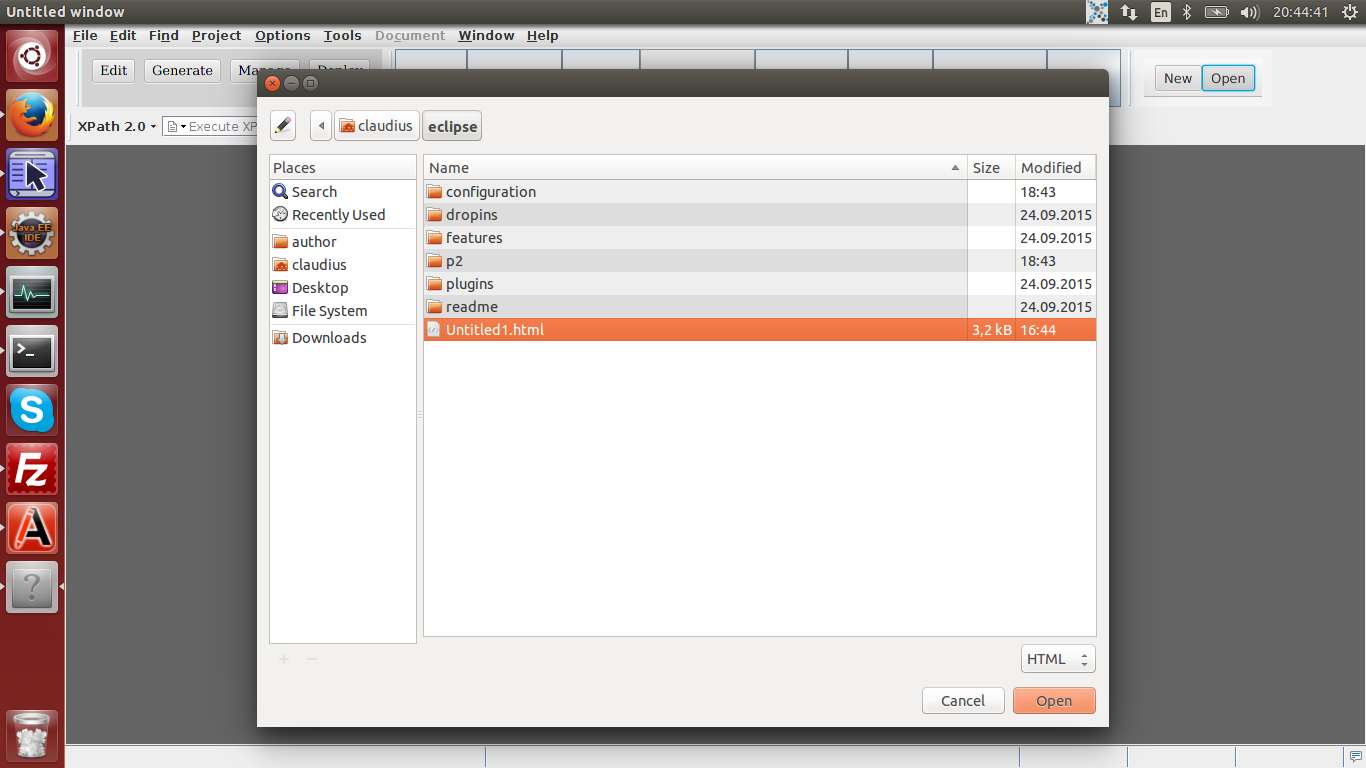 Untitled window
En
20:44:41
File Edit Find Project Options Tools Document Window Help
Edit Generate
New Open
XPath 2.0
Execute XP
claudius eclipse
Places
Name Size Modified
Search
configuration 18:43
Recently Used
dropins 24.09.2015
author
features 24.09.2015
claudius
p2 18:43
Desktop
plugins 24.09.2015
File System
readme 24.09.2015
Untitled1.html 3,2 kB 16:44
Downloads
Java EE
IDE
>_
S
Fz
A
?
HTML
Cancel Open